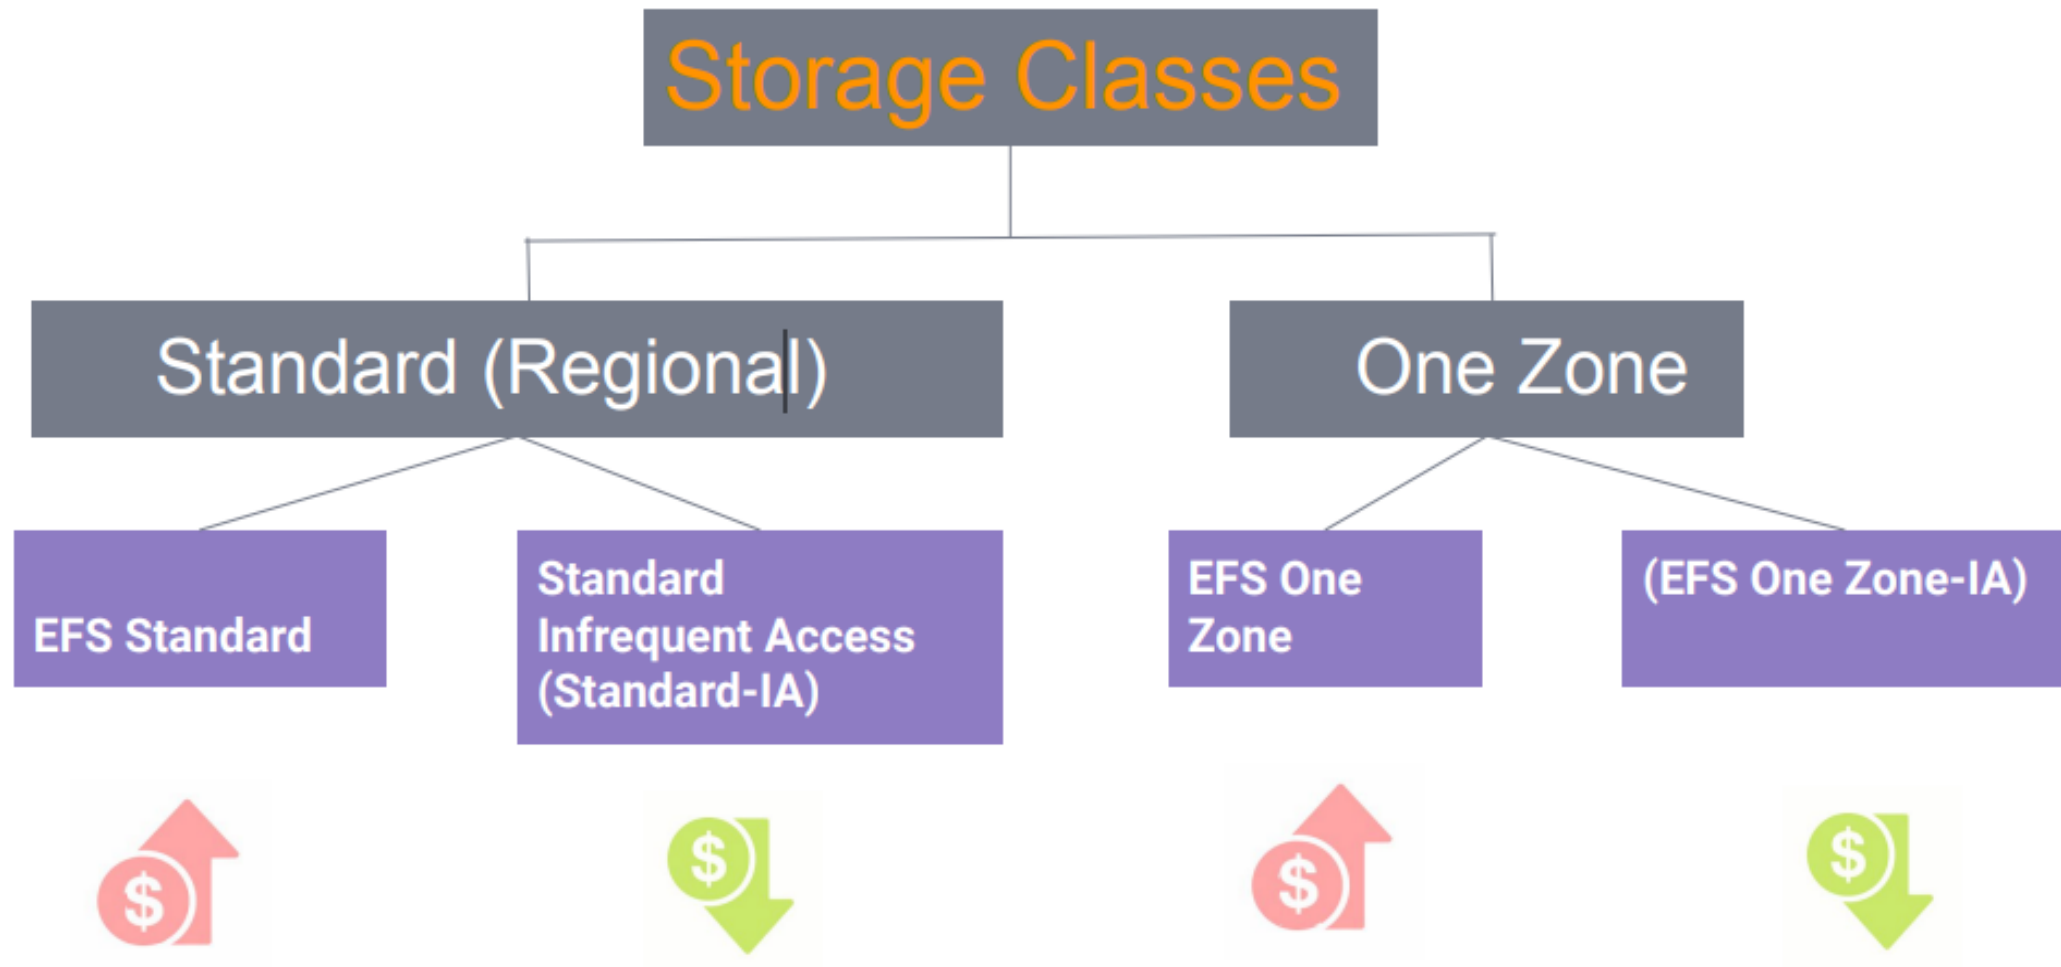 Storage Classes
Standard (Regional)
One Zone
EFS Standard
Standard
Infrequent Access
(Standard-IA)
EFS One
Zone
(EFS One Zone-IA)
$
$
$
$